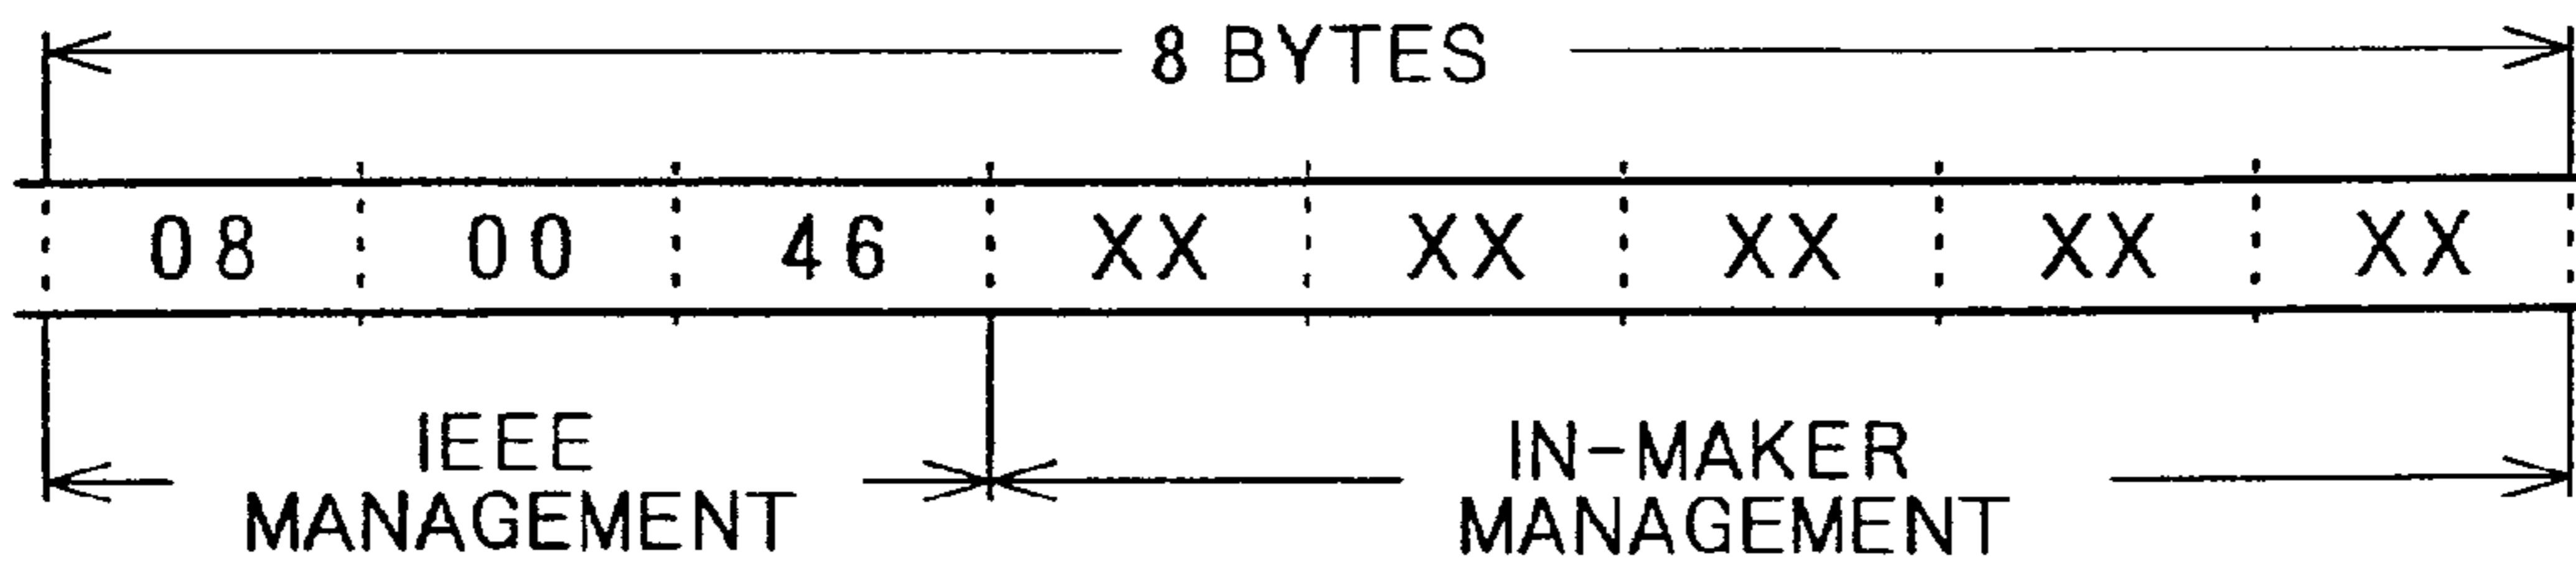 8 BYTES
08 00 46 XX XX XX XX XX
IEEE
MANAGEMENT
IN-MAKER
MANAGEMENT